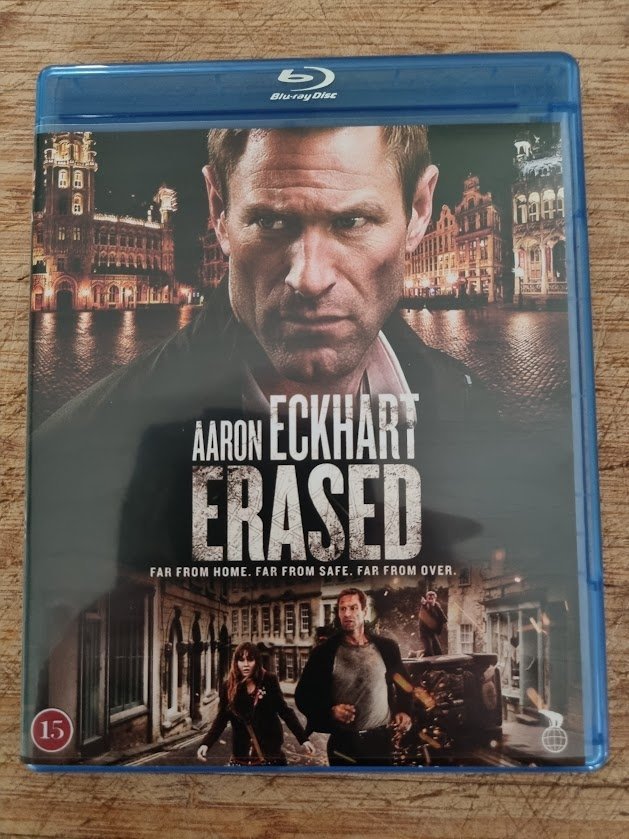 Blu-ray Disc
AARON ECKHART
ERASED
FAR FROM HOME. FAR FROM SAFE. FAR FROM OVER.
15